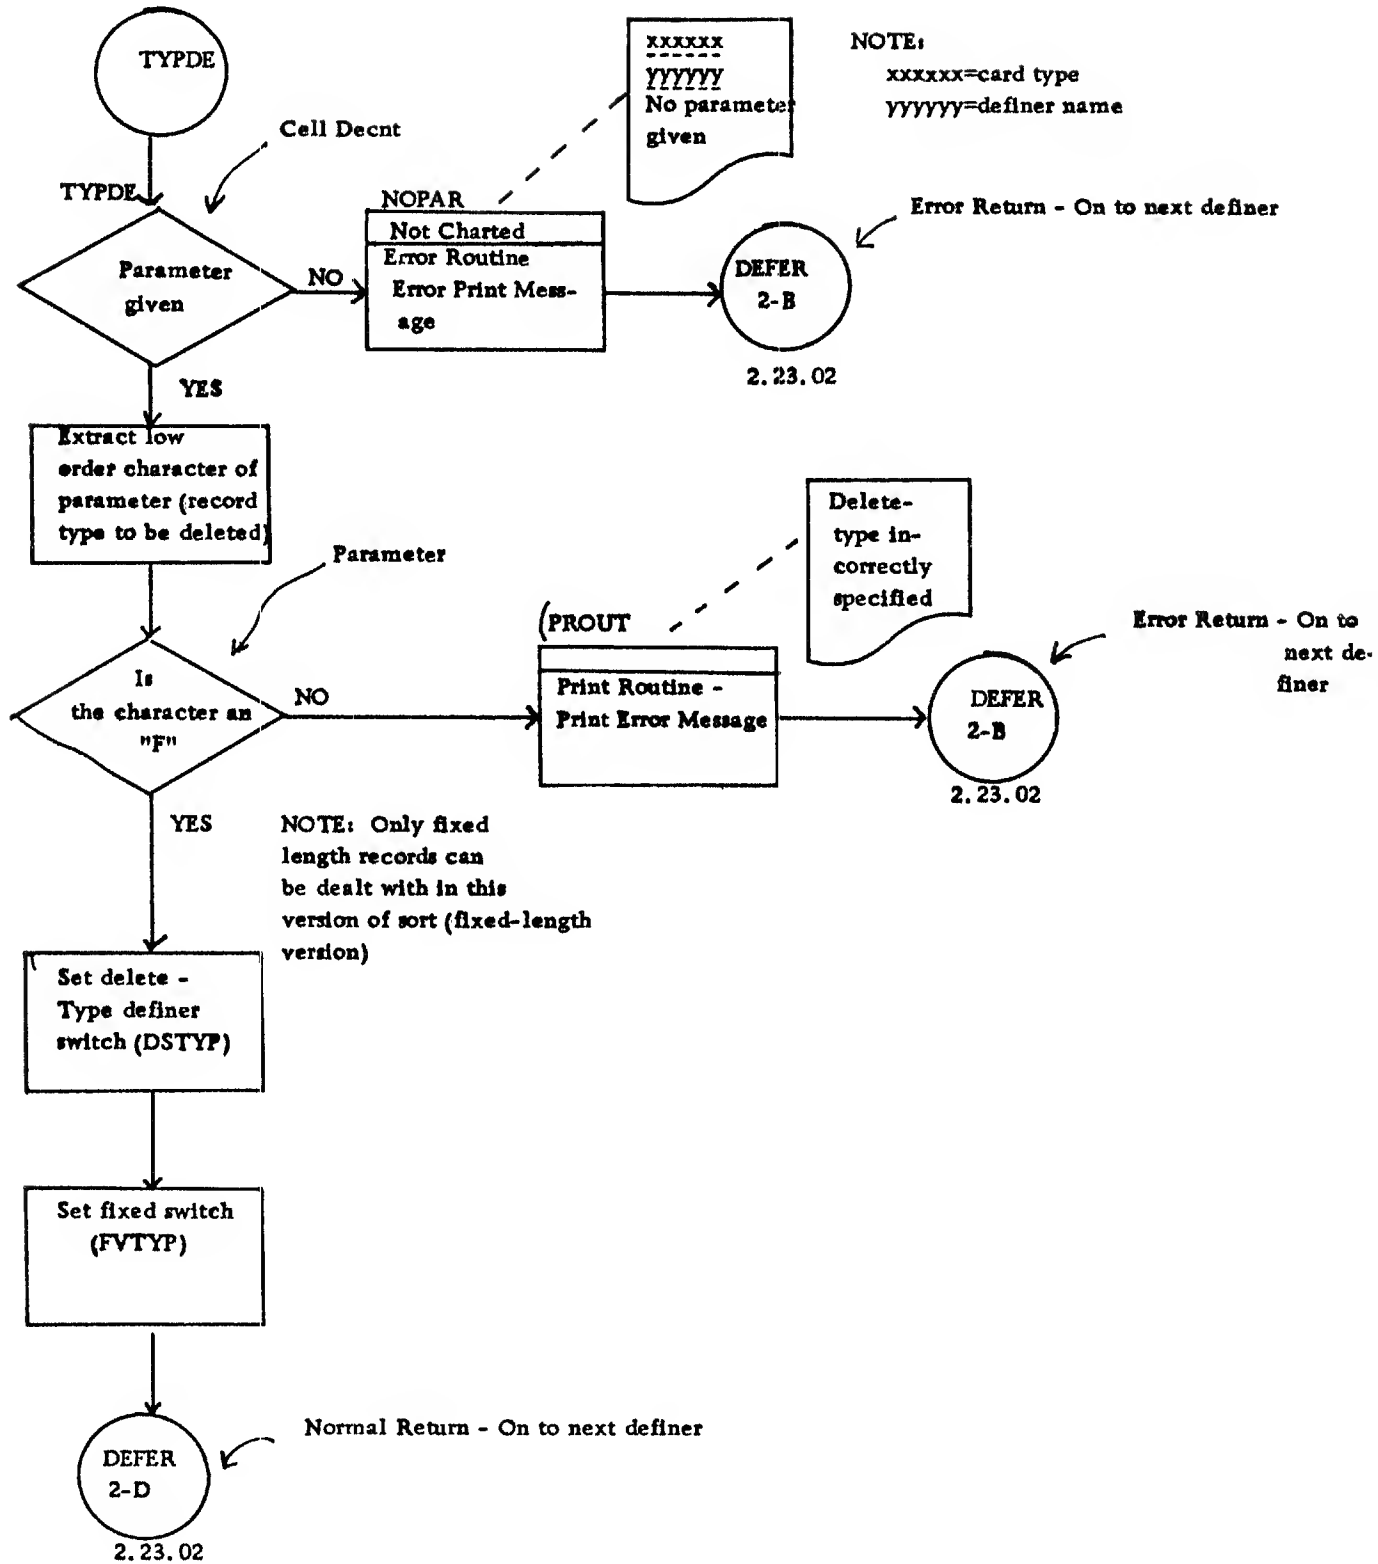 TYPDE
xxxxxx
yyyyyy
No parameter
given
NOTE:
xxxxxx=card type
yyyyyy=definer name
Cell Decnt
TYPDE
Parameter
given
NO
NOPAR
Not Charted
Error Routine
Error Print Mess-
age
Error Return - On to next definer
DEFER
2-B
2.23.02
YES
Extract low
order character of
parameter (record
type to be deleted)
Parameter
Is
the character an
"F"
NO
(PROUT
Print Routine -
Print Error Message
Delete-
type in-
correctly
specified
Error Return - On to
next de-
finer
DEFER
2-B
2.23.02
YES
NOTE: Only fixed
length records can
be dealt with in this
version of sort (fixed-length
version)
Set delete -
Type definer
switch (DSTYP)
Set fixed switch
(FVTYP)
Normal Return - On to next definer
DEFER
2-D
2.23.02